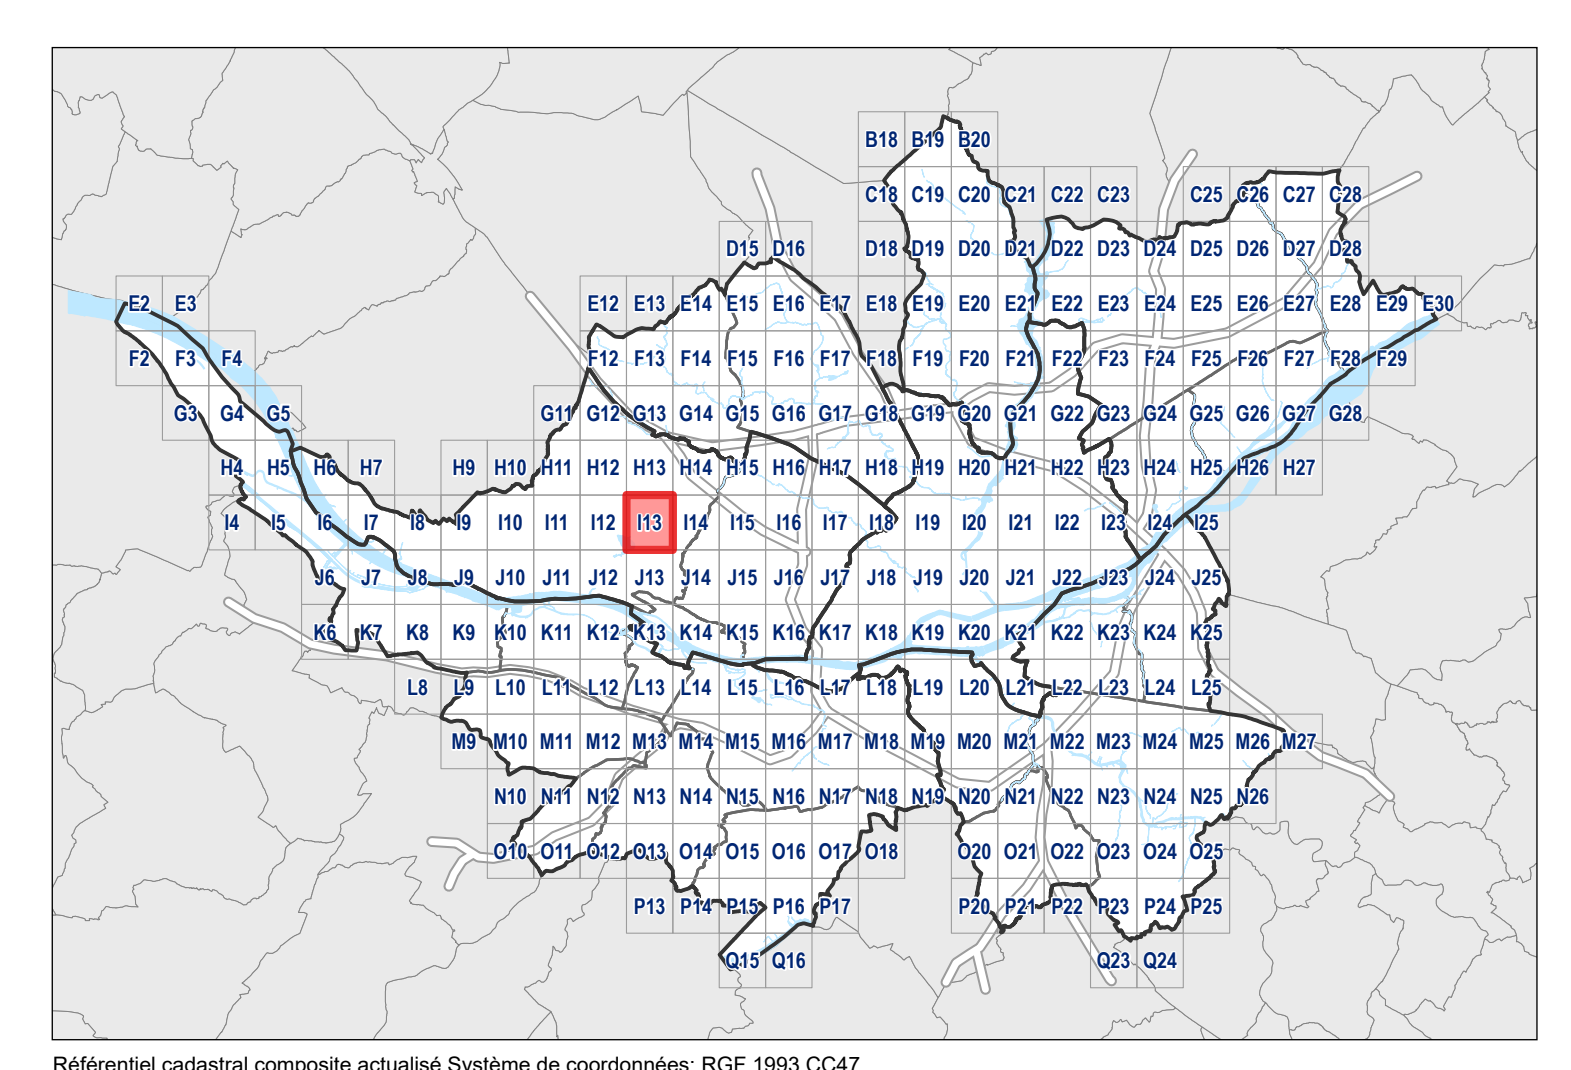 B18 B19 B20
C18 C19 C20 C21 C22 C23 C25 C26 C27 C28
D15 D16 D18 D19 D20 D21 D22 D23 D24 D25 D26 D27 D28
E2 E3 E12 E13 E14 E15 E16 E17 E18 E19 E20 E21 E22 E23 E24 E25 E26 E27 E28 E29 E30
F2 F3 F4 F12 F13 F14 F15 F16 F17 F18 F19 F20 F21 F22 F23 F24 F25 F26 F27 F28 F29
G3 G4 G5 G11 G12 G13 G14 G15 G16 G17 G18 G19 G20 G21 G22 G23 G24 G25 G26 G27 G28
H4 H5 H6 H7 H9 H10 H11 H12 H13 H14 H15 H16 H17 H18 H19 H20 H21 H22 H23 H24 H25 H26 H27
I4 I5 I6 I7 I8 I9 I10 I11 I12 I13 I14 I15 I16 I17 I18 I19 I20 I21 I22 I23 I24 I25
J6 J7 J8 J9 J10 J11 J12 J13 J14 J15 J16 J17 J18 J19 J20 J21 J22 J23 J24 J25
K6 K7 K8 K9 K10 K11 K12 K13 K14 K15 K16 K17 K18 K19 K20 K21 K22 K23 K24 K25
L8 L9 L10 L11 L12 L13 L14 L15 L16 L17 L18 L19 L20 L21 L22 L23 L24 L25
M9 M10 M11 M12 M13 M14 M15 M16 M17 M18 M19 M20 M21 M22 M23 M24 M25 M26 M27
N10 N11 N12 N13 N14 N15 N16 N17 N18 N19 N20 N21 N22 N23 N24 N25 N26
O10 O11 O12 O13 O14 O15 O16 O17 O18 O20 O21 O22 O23 O24 O25
P13 P14 P15 P16 P17 P20 P21 P22 P23 P24 P25
Q15 Q16 Q23 Q24
Référentiel cadastral composite actualisé Système de coordonnées: RGF 1993 CC47